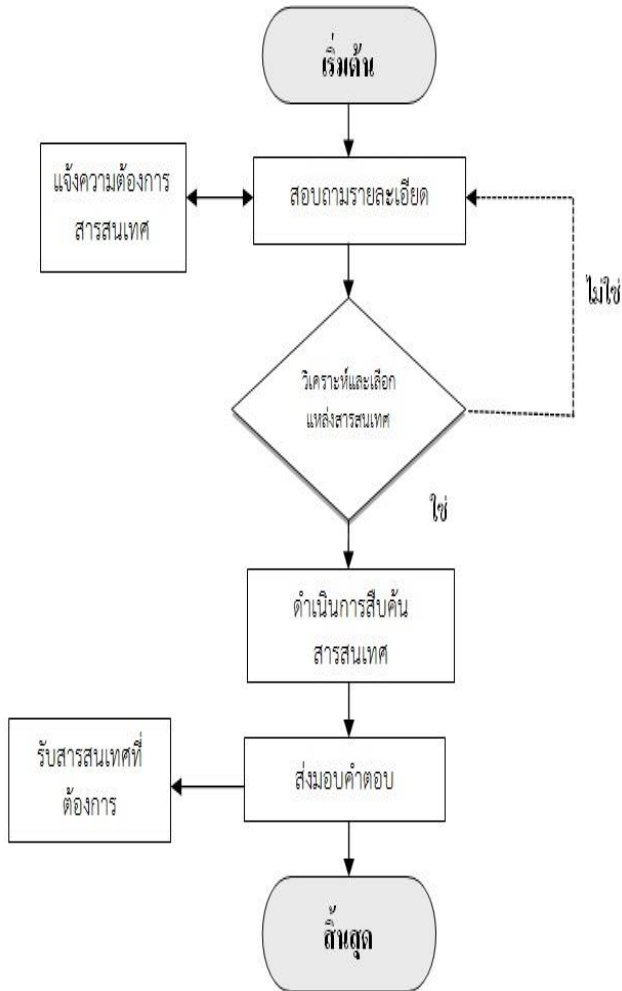 เริ่มต้น
แจ้งความต้องการ
สารสนเทศ
สอบถามรายละเอียด
ไม่ใช่
วิเคราะห์และเลือก
แหล่งสารสนเทศ
ใช่
ดำเนินการสืบค้น
สารสนเทศ
รับสารสนเทศที่
ต้องการ
ส่งมอบคำตอบ
สิ้นสุด